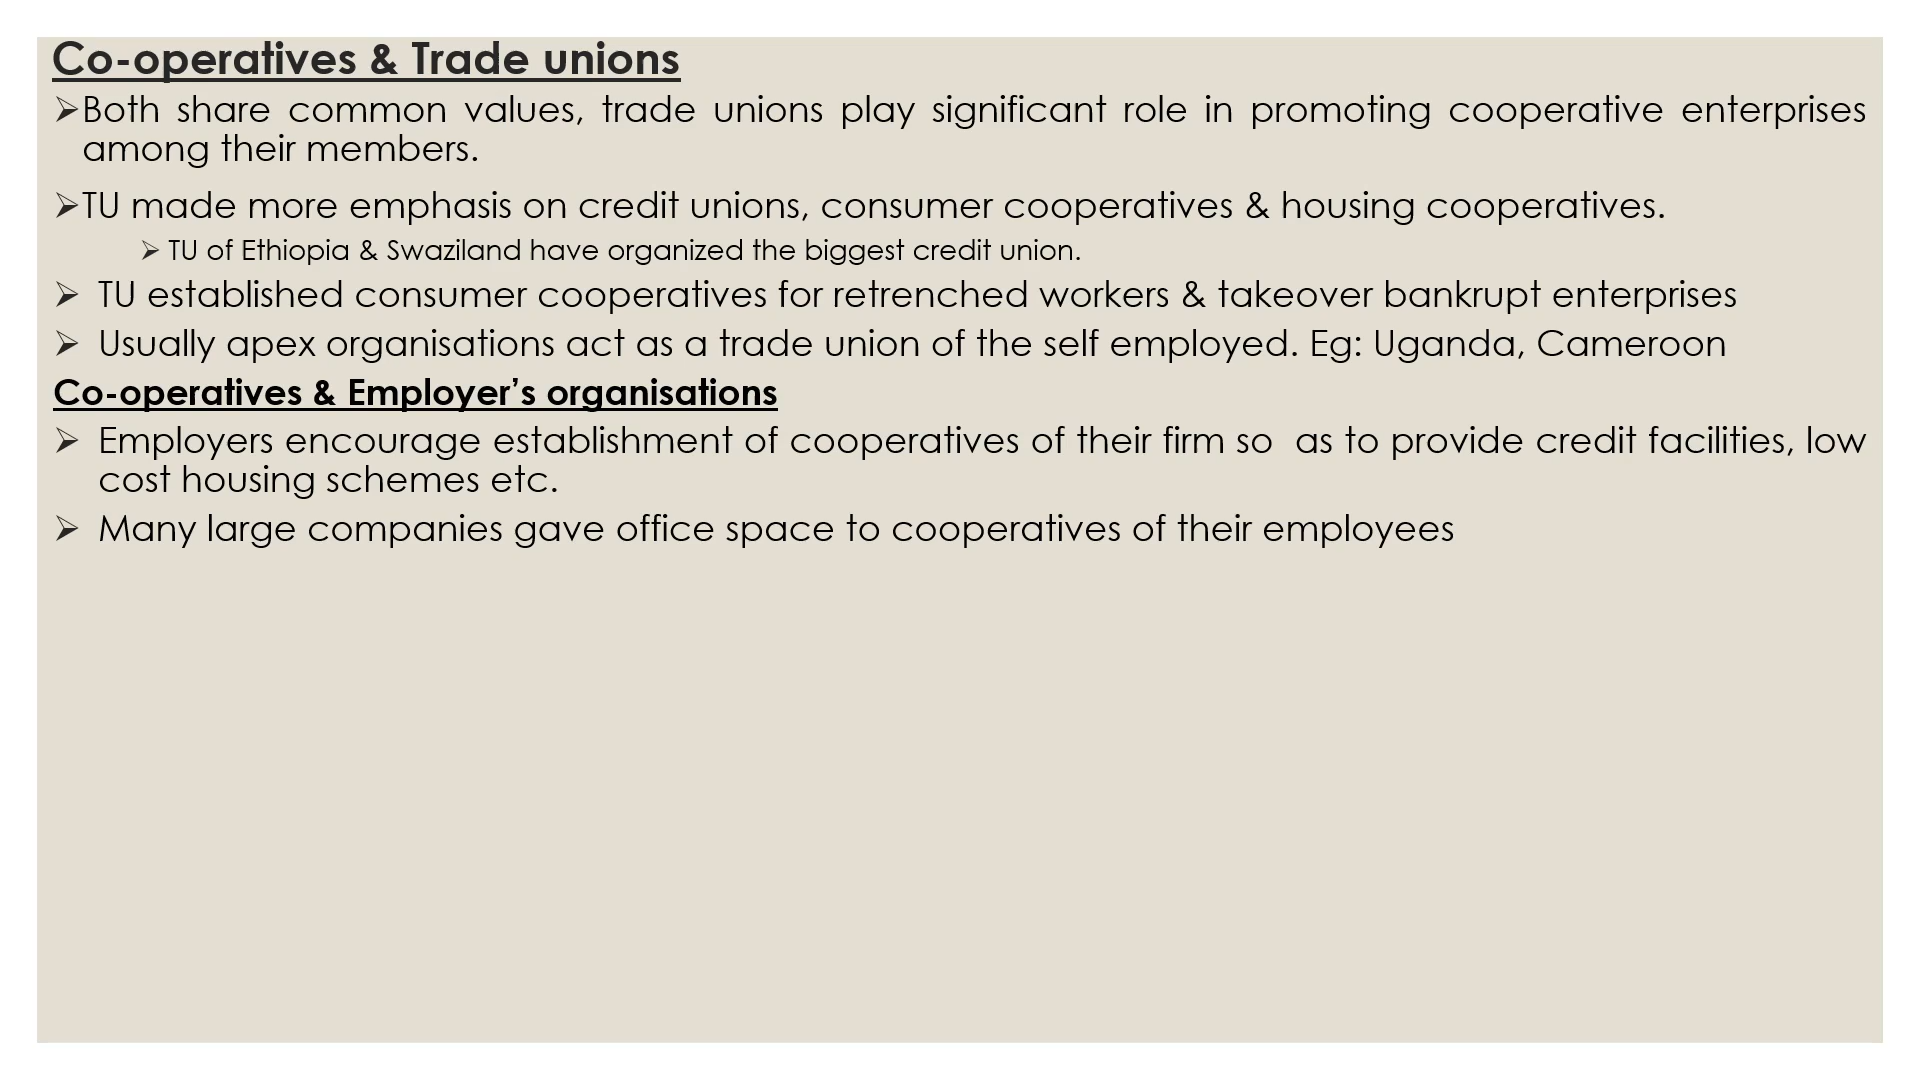 Co-operatives & Trade unions
➢Both share common values, trade unions play significant role in promoting cooperative enterprises
among their members.
➢TU made more emphasis on credit unions, consumer cooperatives & housing cooperatives.
➢ TU of Ethiopia & Swaziland have organized the biggest credit union.
➢ TU established consumer cooperatives for retrenched workers & takeover bankrupt enterprises
➢ Usually apex organisations act as a trade union of the self employed. Eg: Uganda, Cameroon
Co-operatives & Employer’s organisations
➢ Employers encourage establishment of cooperatives of their firm so  as to provide credit facilities, low
cost housing schemes etc.
➢ Many large companies gave office space to cooperatives of their employees